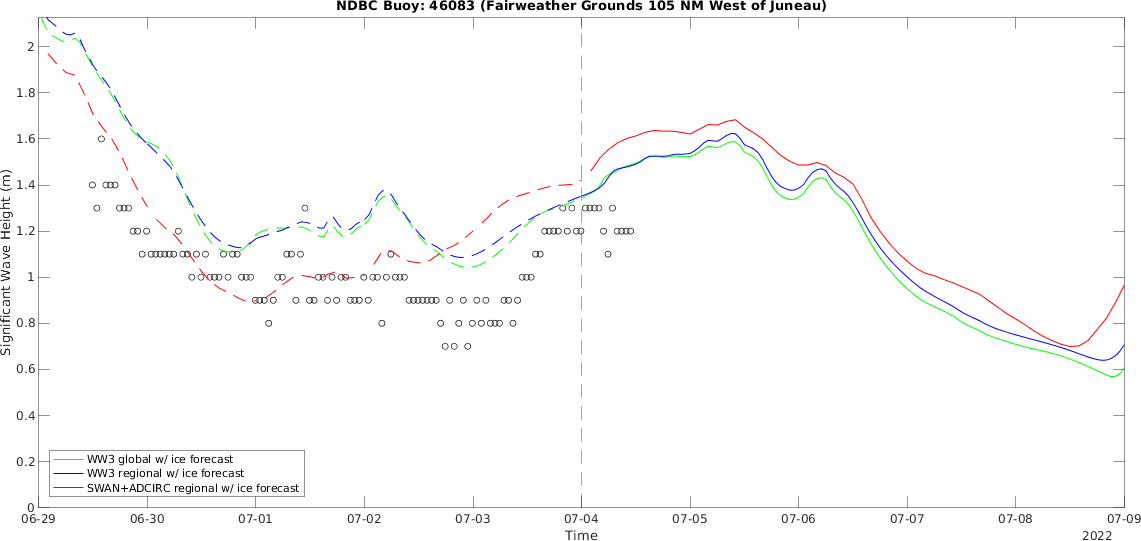 NDBC Buoy: 46083 (Fairweather Grounds 105 NM West of Juneau)
2
1.8
1.6
1.4
1.2
1
0.8
0.6
0.4
0.2
0
Significant Wave Height (m)
WW3 global w/ ice forecast
WW3 regional w/ ice forecast
SWAN+ADCIRC regional w/ ice forecast
06-29 06-30 07-01 07-02 07-03 07-04 07-05 07-06 07-07 07-08 07-09
Time
2022